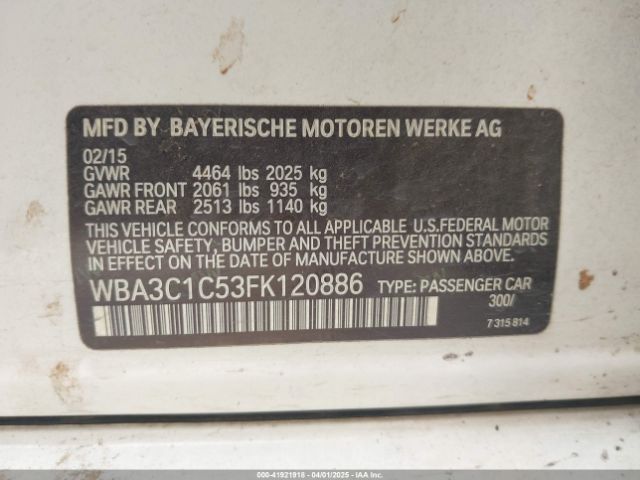 MFD BY BAYERISCHE MOTOREN WERKE AG
02/15
GVWR 4464 lbs 2025 kg
GAWR FRONT 2061 lbs 935 kg
GAWR REAR 2513 lbs 1140 kg
THIS VEHICLE CONFORMS TO ALL APPLICABLE U.S.FEDERAL MOTOR
VEHICLE SAFETY, BUMPER AND THEFT PREVENTION STANDARDS
IN EFFECT ON THE DATE OF MANUFACTURE SHOWN ABOVE.
WBA3C1C53FK120886 TYPE: PASSENGER CAR
300/
7 315 814
000-41921918 - 04/01/2025 - Copyright IAA, Inc.